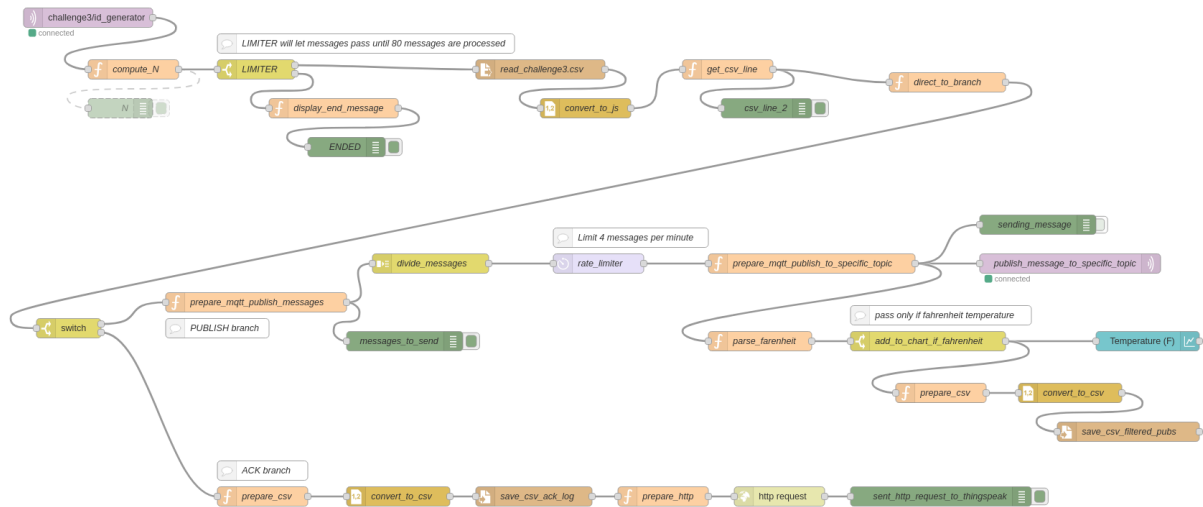 challenge3/id_generator
connected
LIMITER will let messages pass until 80 messages are processed
compute_N
LIMITER
read_challenge3.csv
get_csv_line
direct_to_branch
N
display_end_message
convert_to_js
csv_line_2
ENDED
sending_message
Limit 4 messages per minute
divide_messages
rate_limiter
prepare_mqtt_publish_to_specific_topic
publish_message_to_specific_topic
connected
prepare_mqtt_publish_messages
pass only if fahrenheit temperature
switch
PUBLISH branch
messages_to_send
parse_farenheit
add_to_chart_if_fahrenheit
Temperature (F)
prepare_csv
convert_to_csv
save_csv_filtered_pubs
ACK branch
prepare_csv
convert_to_csv
save_csv_ack_log
prepare_http
http request
sent_http_request_to_thingspeak